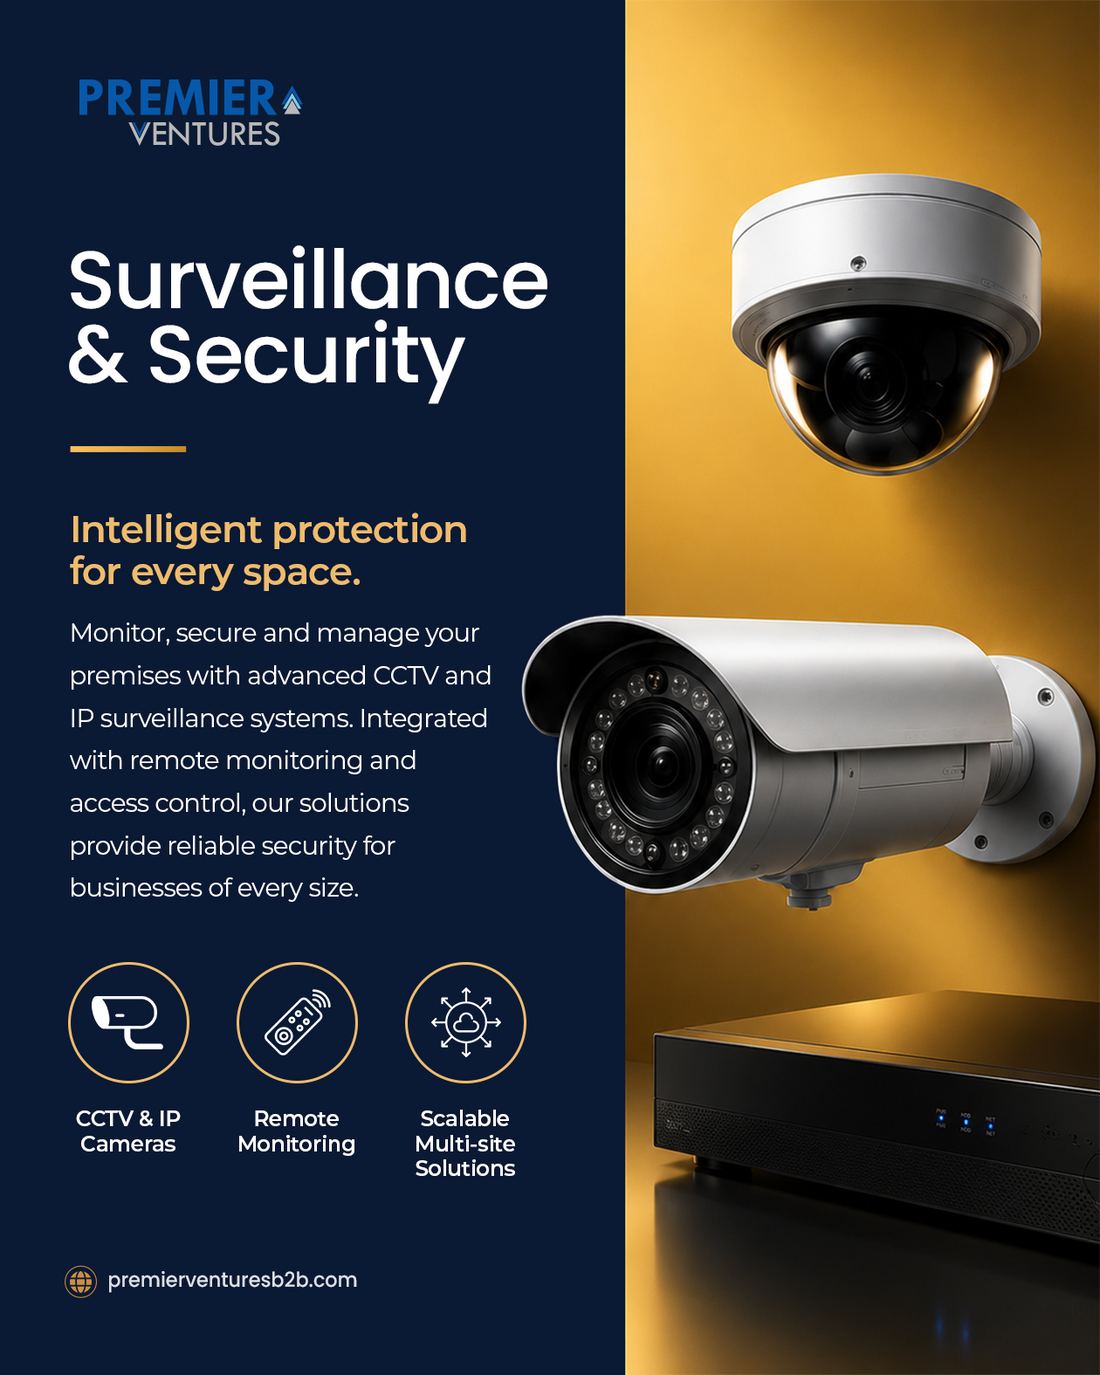 PREMIER
VENTURES
Surveillance
& Security
Intelligent protection
for every space.
Monitor, secure and manage your
premises with advanced CCTV and
IP surveillance systems. Integrated
with remote monitoring and
access control, our solutions
provide reliable security for
businesses of every size.
CCTV & IP
Cameras
Remote
Monitoring
Scalable
Multi-site
Solutions
premierventuresb2b.com